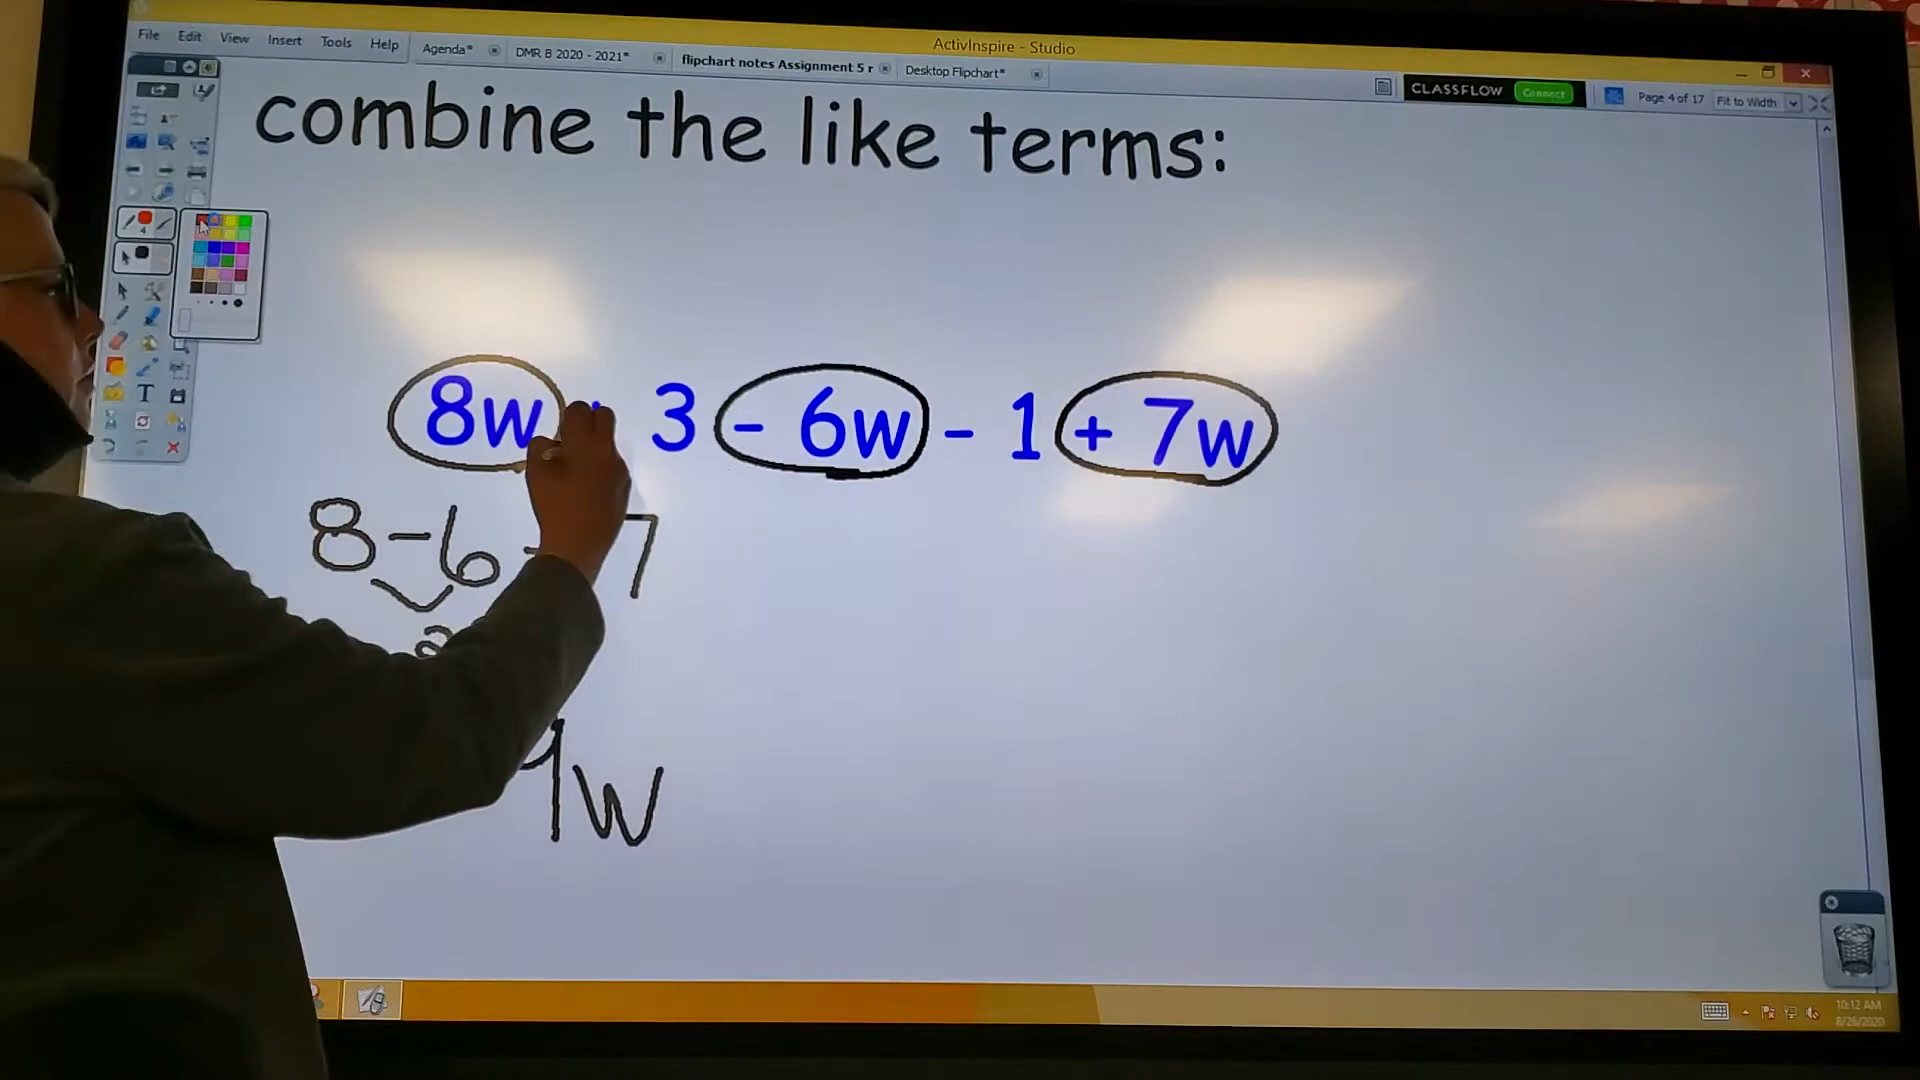 ActivInspire - Studio
File Edit View Insert Tools Help
Agenda* DMR B 2020 - 2021* flipchart notes Assignment 5 r Desktop Flipchart*
CLASSFLOW Connect Page 4 of 17 Fit to Width
combine the like terms:
4
T
8w + 3 - 6w - 1 + 7w
8 - 6 7
9w
10:12 AM
8/26/2020